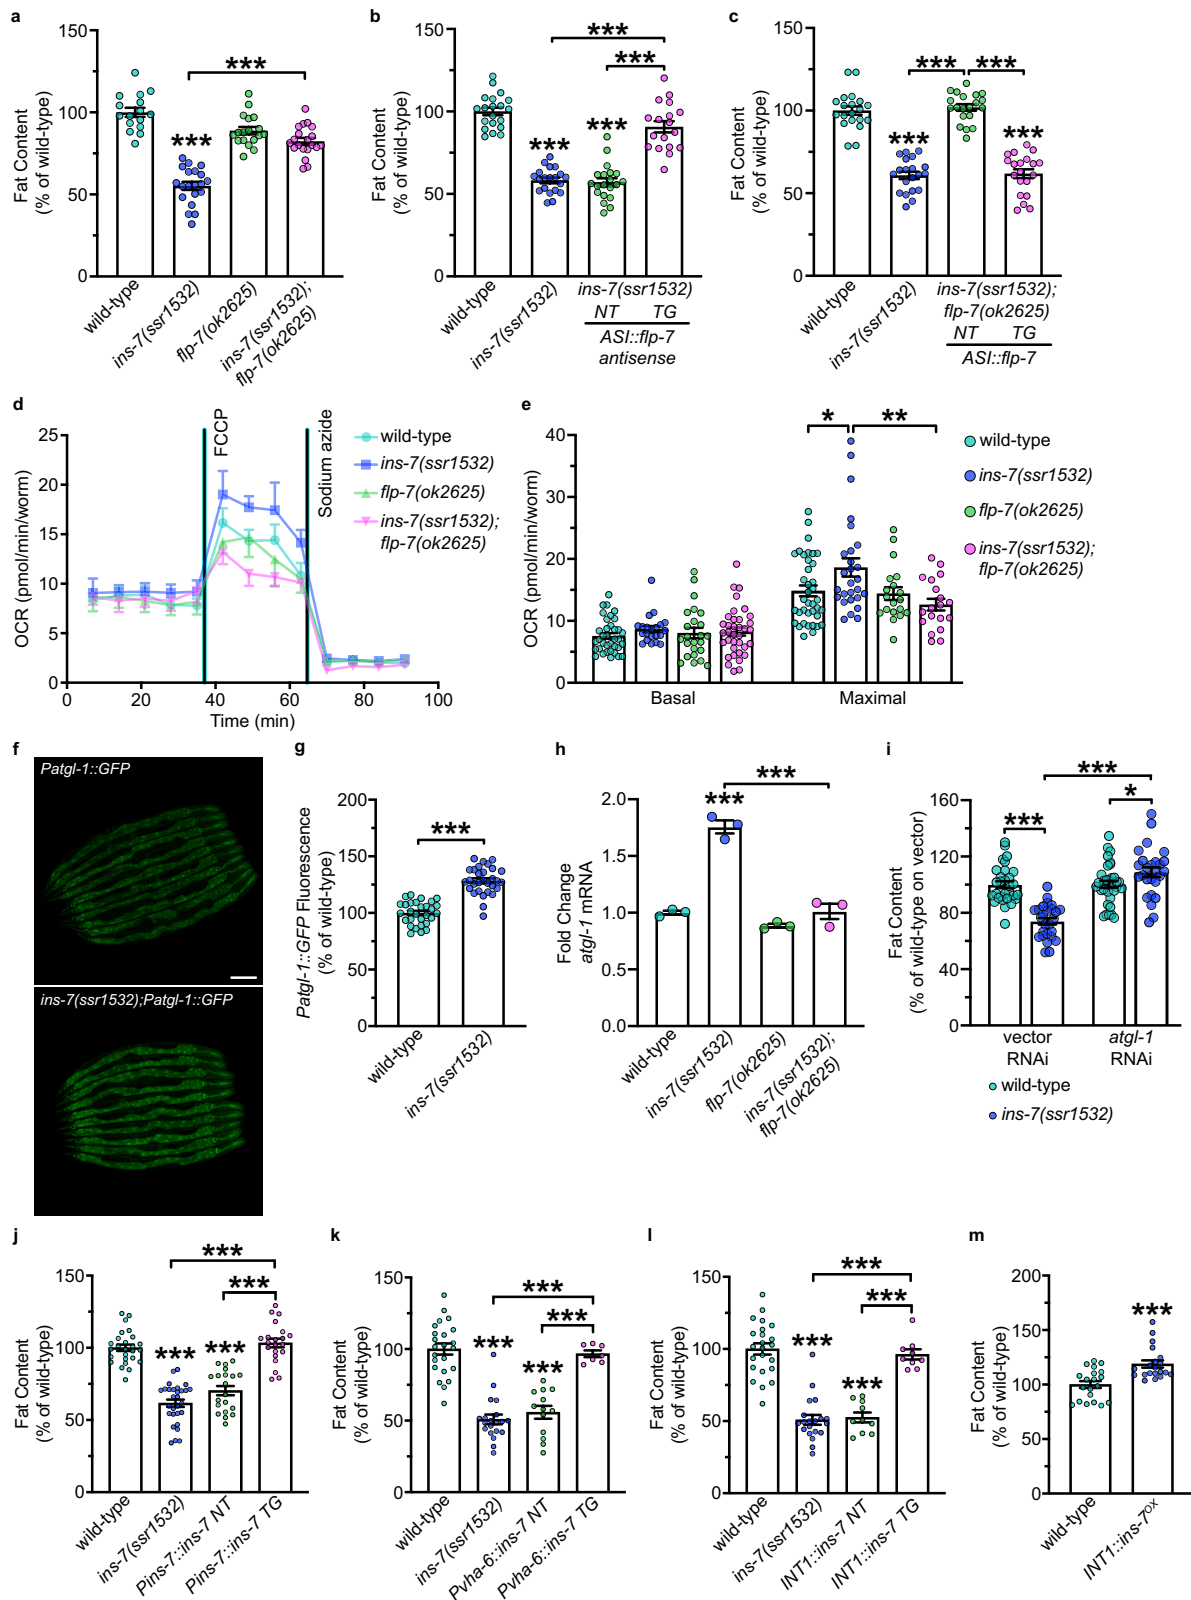 a
150
100
50
0
Fat Content
(% of wild-type)
***
***
wild-type
ins-7(ssr1532)
flp-7(ok2625)
ins-7(ssr1532);
flp-7(ok2625)
b
150
100
50
0
Fat Content
(% of wild-type)
***
***
***
***
wild-type
ins-7(ssr1532)
ins-7(ssr1532)
NT TG
ASI::flp-7
antisense
c
150
100
50
0
Fat Content
(% of wild-type)
*** ***
***
***
wild-type
ins-7(ssr1532)
ins-7(ssr1532);
flp-7(ok2625)
NT TG
ASI::flp-7
d
25
20
15
10
5
0
OCR (pmol/min/worm)
0 20 40 60 80 100
Time (min)
FCCP
Sodium azide
wild-type
ins-7(ssr1532)
flp-7(ok2625)
ins-7(ssr1532);
flp-7(ok2625)
e
40
30
20
10
0
OCR (pmol/min/worm)
* **
Basal Maximal
wild-type
ins-7(ssr1532)
flp-7(ok2625)
ins-7(ssr1532);
flp-7(ok2625)
f
Patgl-1::GFP
ins-7(ssr1532);Patgl-1::GFP
g
200
150
100
50
0
Patgl-1::GFP Fluorescence
(% of wild-type)
***
wild-type
ins-7(ssr1532)
h
2.0
1.5
1.0
0.5
0.0
Fold Change
atgl-1 mRNA
***
***
wild-type
ins-7(ssr1532)
flp-7(ok2625)
ins-7(ssr1532);
flp-7(ok2625)
i
160
120
80
40
0
Fat Content
(% of wild-type on vector)
***
*
***
vector
RNAi
atgl-1
RNAi
wild-type
ins-7(ssr1532)
j
150
100
50
0
Fat Content
(% of wild-type)
***
***
*** ***
wild-type
ins-7(ssr1532)
Pins-7::ins-7 NT
Pins-7::ins-7 TG
k
150
100
50
0
Fat Content
(% of wild-type)
***
***
***
***
wild-type
ins-7(ssr1532)
Pvha-6::ins-7 NT
Pvha-6::ins-7 TG
l
150
100
50
0
Fat Content
(% of wild-type)
***
***
***
***
wild-type
ins-7(ssr1532)
INT1::ins-7 NT
INT1::ins-7 TG
m
200
150
100
50
0
Fat Content
(% of wild-type)
***
wild-type
INT1::ins-7ox